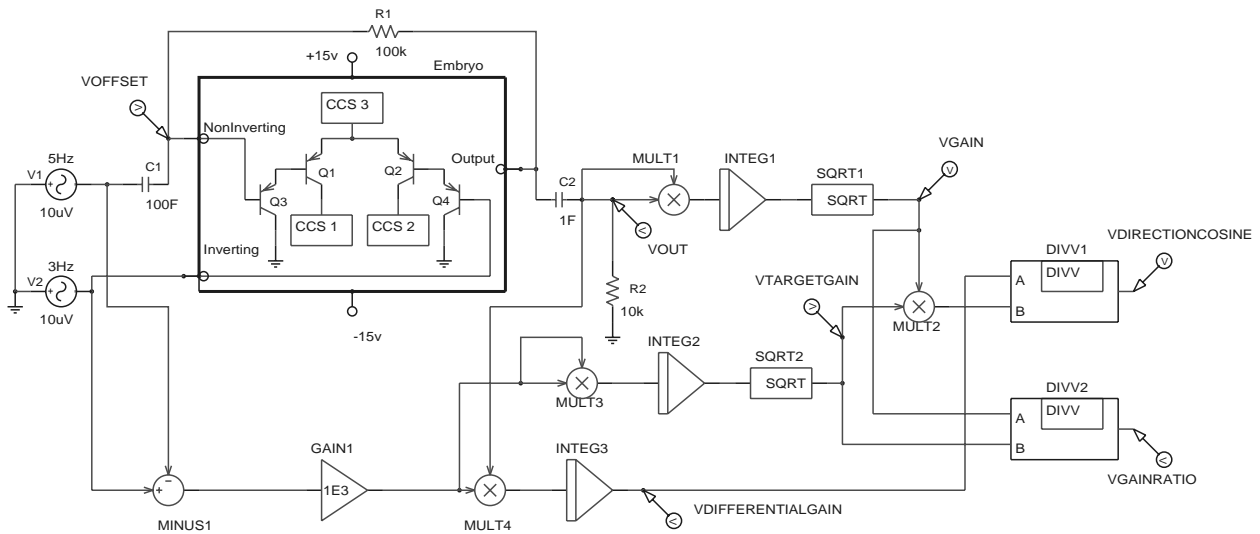 R1
100k
+15v
Embryo
VOFFSET
CCS 3
NonInverting
5Hz
V1
10uV
C1
100F
Q1
Q2
Q3
Q4
Output
CCS 1
CCS 2
Inverting
3Hz
V2
10uV
-15v
C2
1F
MULT1
INTEG1
SQRT1
SQRT
VGAIN
V
VOUT
V
R2
10k
VTARGETGAIN
V
MULT2
VDIRECTIONCOSINE
V
DIVV1
DIVV
A
B
INTEG2
SQRT2
SQRT
MULT3
DIVV2
DIVV
A
B
VGAINRATIO
V
GAIN1
1E3
INTEG3
MINUS1
+
-
MULT4
VDIFFERENTIALGAIN
V
V